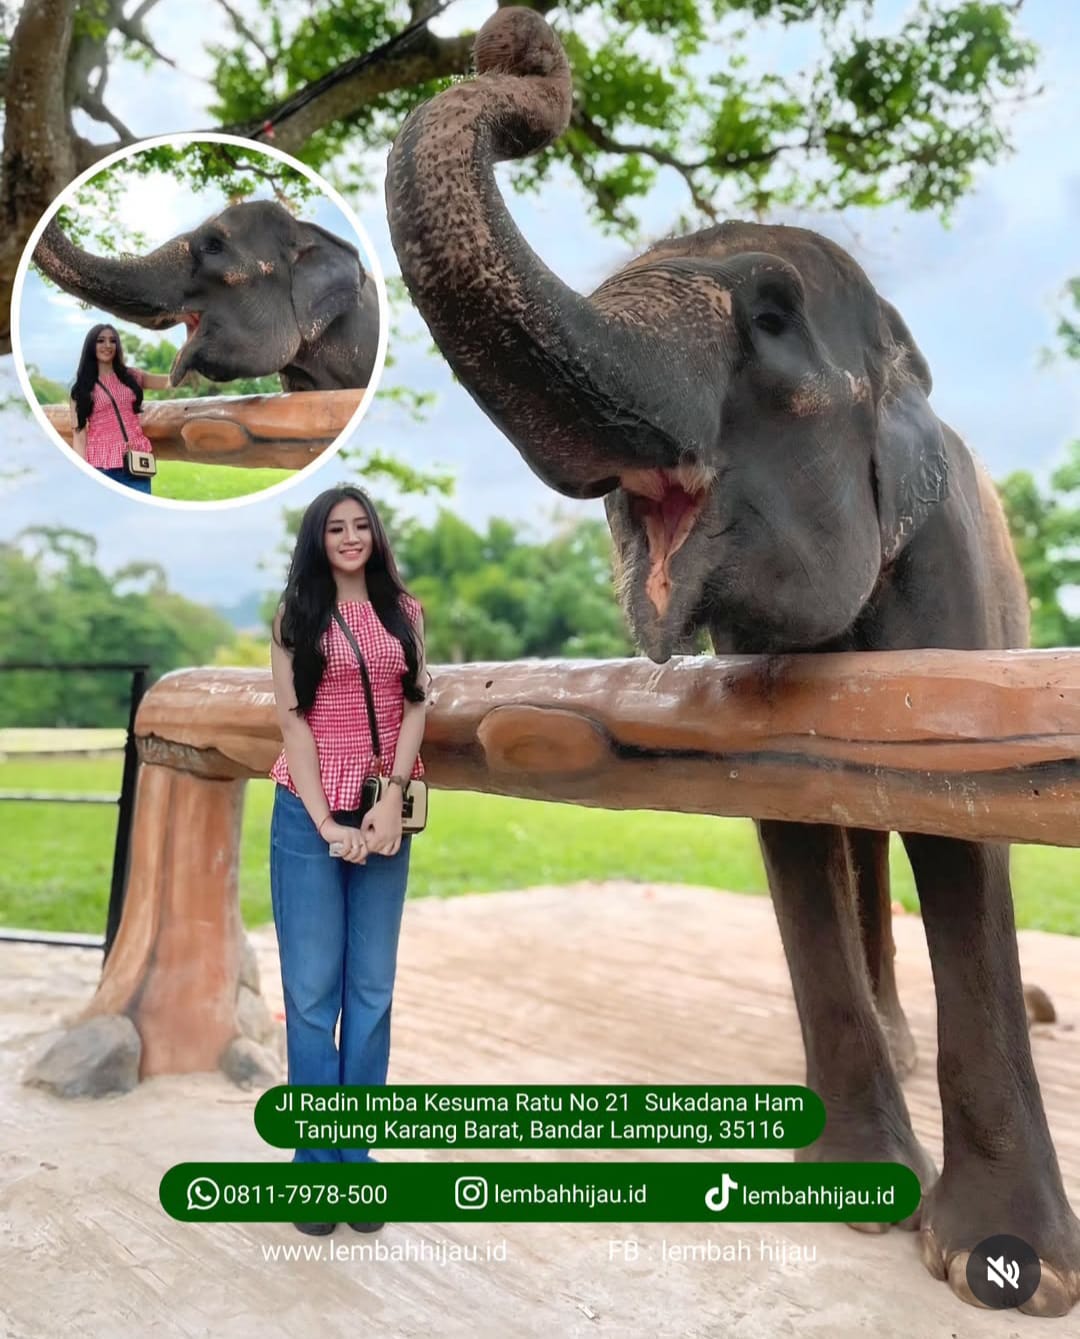 Jl Radin Imba Kesuma Ratu No 21 Sukadana Ham
Tanjung Karang Barat, Bandar Lampung, 35116
0811-7978-500
lembahhijau.id
lembahhijau.id
www.lembahhijau.id
FB : lembah hijau